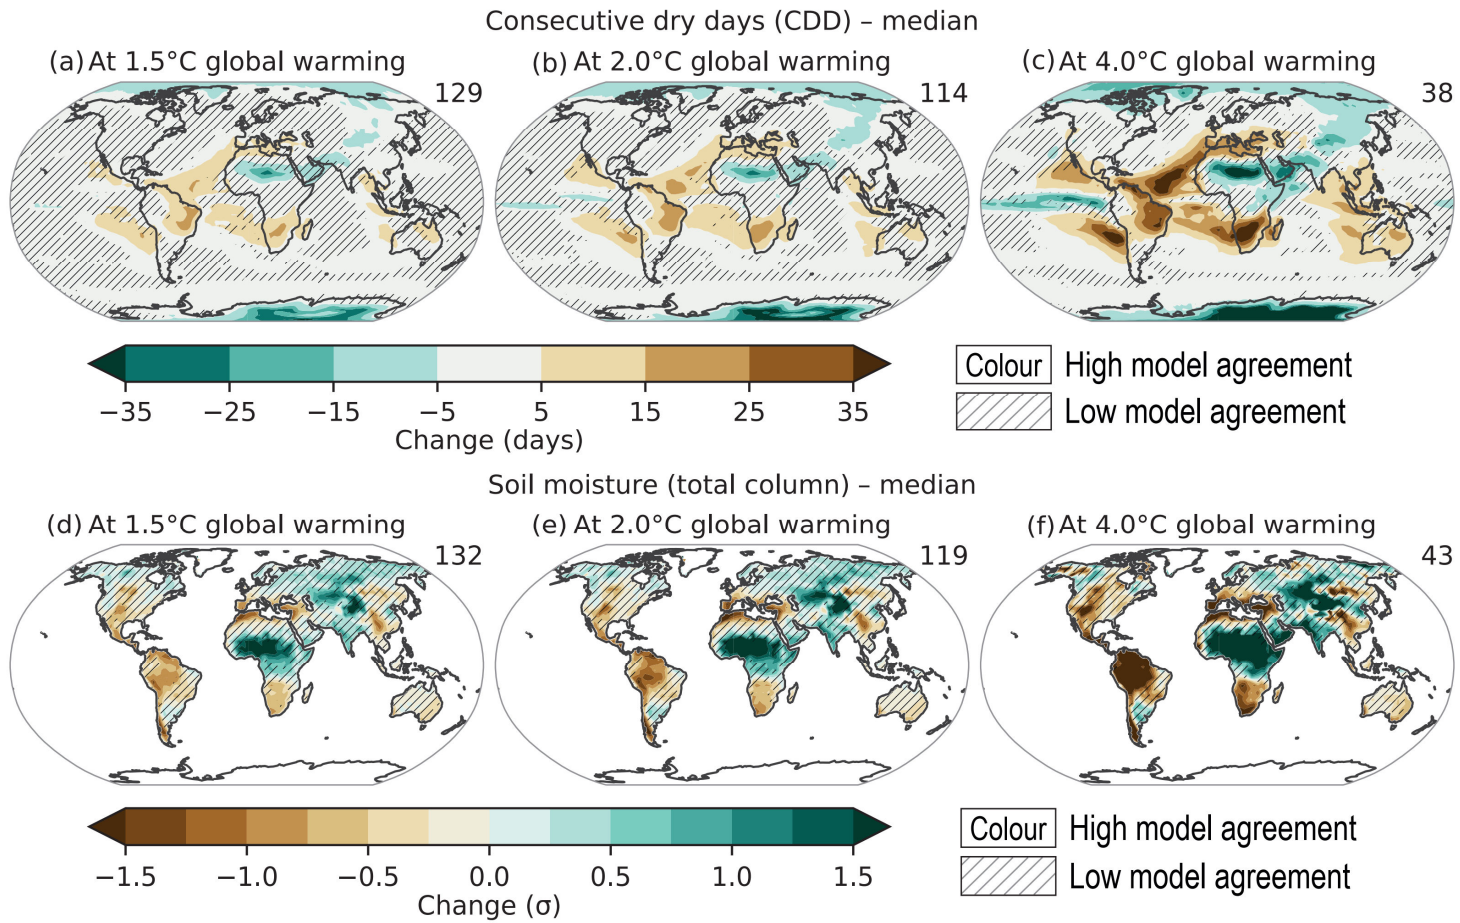 Consecutive dry days (CDD) – median
(a) At 1.5°C global warming
129
(b) At 2.0°C global warming
114
(c) At 4.0°C global warming
38
−35 −25 −15 −5 5 15 25 35
Change (days)
Colour High model agreement
Low model agreement
Soil moisture (total column) – median
(d) At 1.5°C global warming
132
(e) At 2.0°C global warming
119
(f) At 4.0°C global warming
43
−1.5 −1.0 −0.5 0.0 0.5 1.0 1.5
Change (σ)
Colour High model agreement
Low model agreement